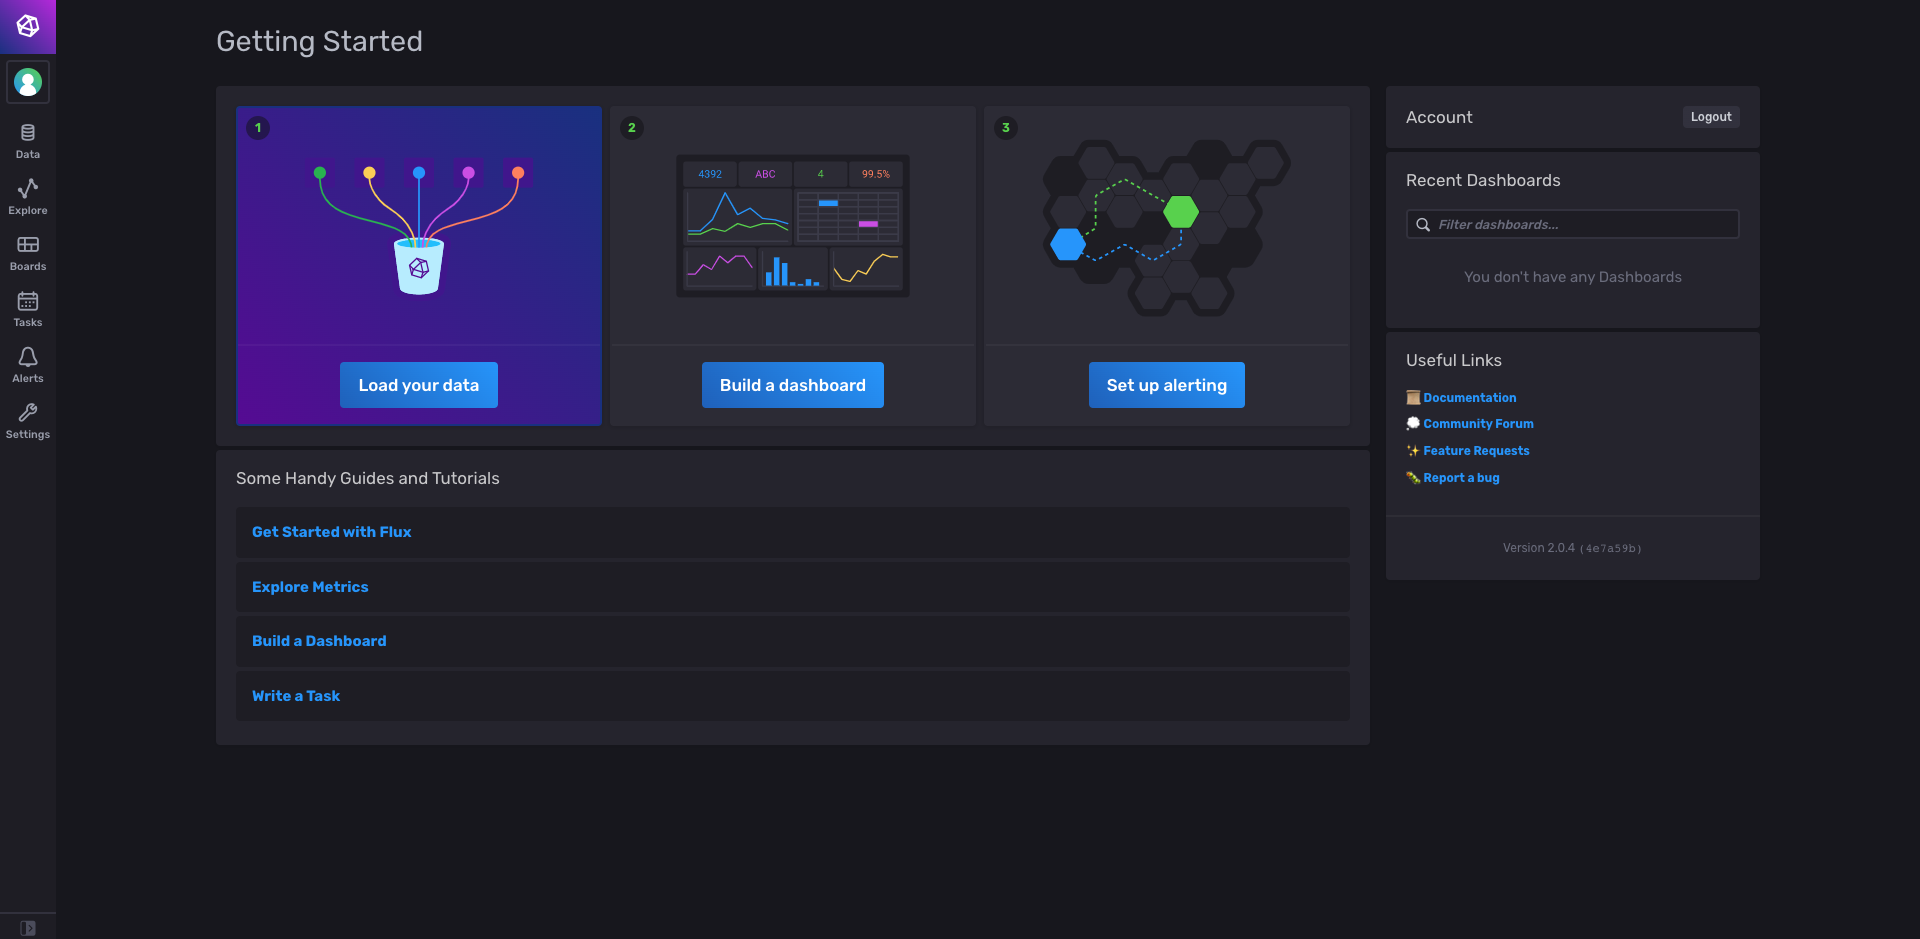 Getting Started
Data
Explore
Boards
Tasks
Alerts
Settings
1
Load your data
2
4392 ABC 4 99.5%
Build a dashboard
3
Set up alerting
Some Handy Guides and Tutorials
Get Started with Flux
Explore Metrics
Build a Dashboard
Write a Task
Account
Logout
Recent Dashboards
Filter dashboards...
You don't have any Dashboards
Useful Links
Documentation
Community Forum
Feature Requests
Report a bug
Version 2.0.4 (4e7a59b)